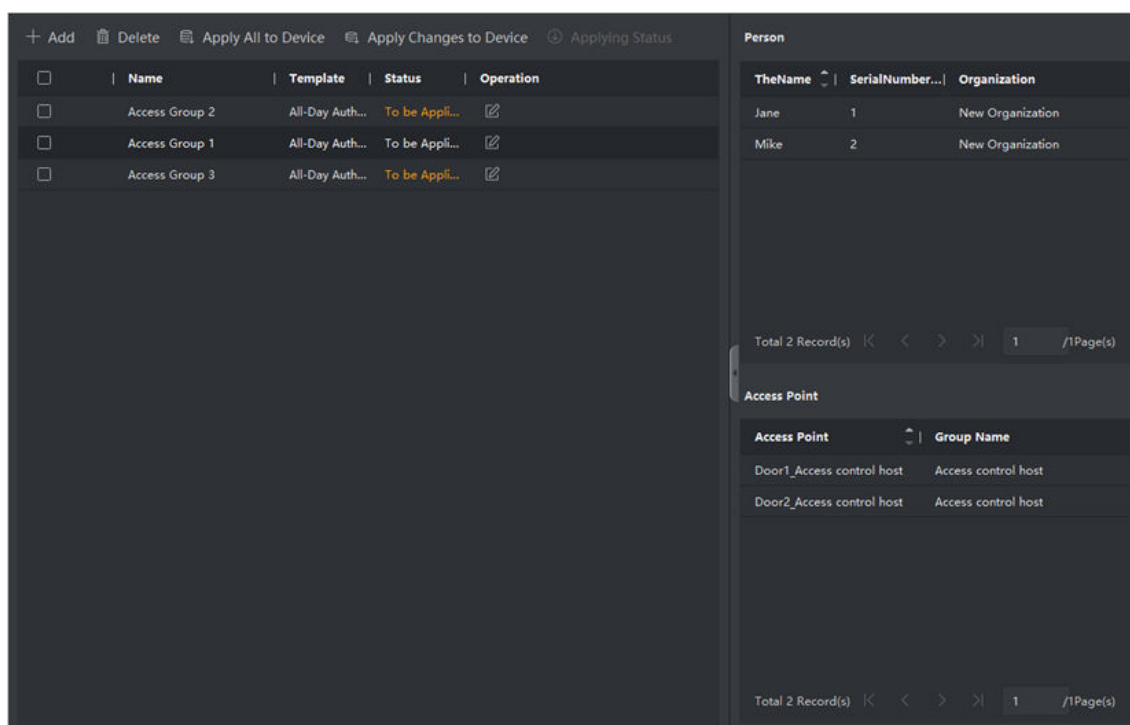 Add Delete Apply All to Device Apply Changes to Device Applying Status
Name Template Status Operation
Access Group 2 All-Day Auth... To be Appli...
Access Group 1 All-Day Auth... To be Appli...
Access Group 3 All-Day Auth... To be Appli...
Person
TheName SerialNumber... Organization
Jane 1 New Organization
Mike 2 New Organization
Total 2 Record(s) 1 /1Page(s)
Access Point
Access Point Group Name
Door1_Access control host Access control host
Door2_Access control host Access control host
Total 2 Record(s) 1 /1Page(s)